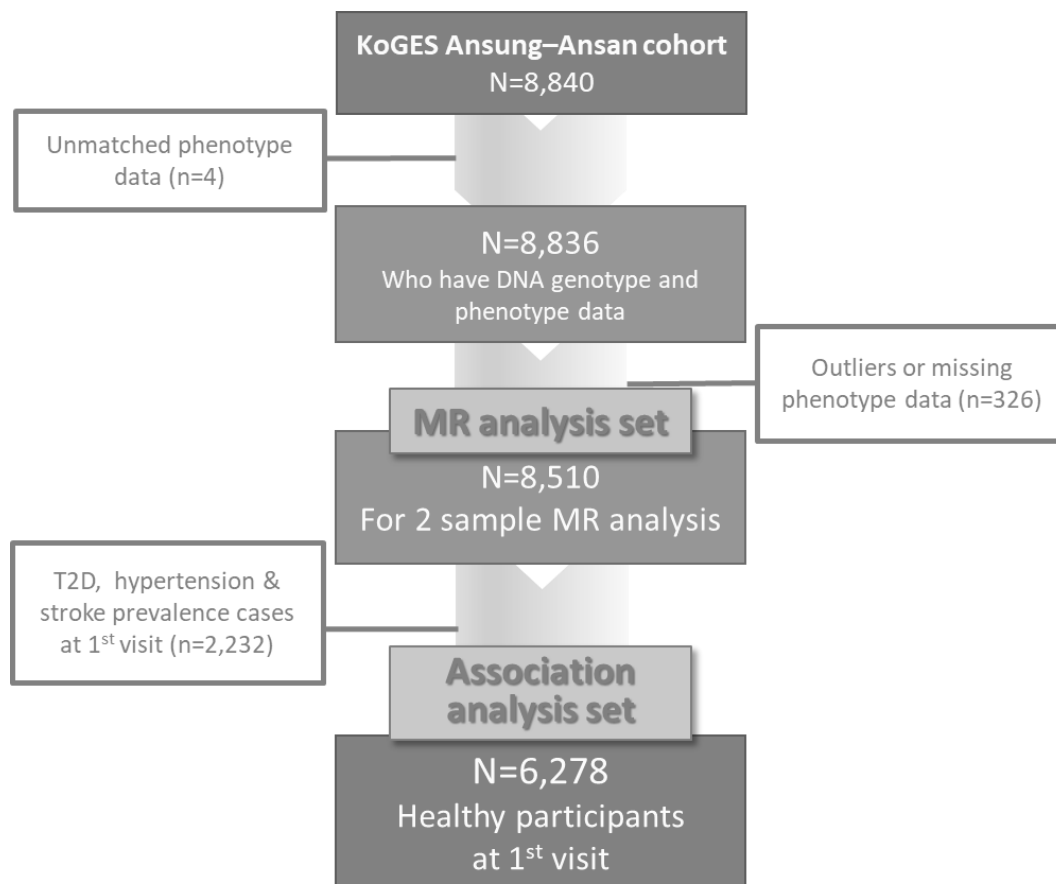 KoGES Ansung–Ansan cohort
N=8,840
Unmatched phenotype
data (n=4)
N=8,836
Who have DNA genotype and
phenotype data
Outliers or missing
phenotype data (n=326)
MR analysis set
N=8,510
For 2 sample MR analysis
T2D,  hypertension &
stroke prevalence cases
at 1st visit (n=2,232)
Association
analysis set
N=6,278
Healthy participants
at 1st visit